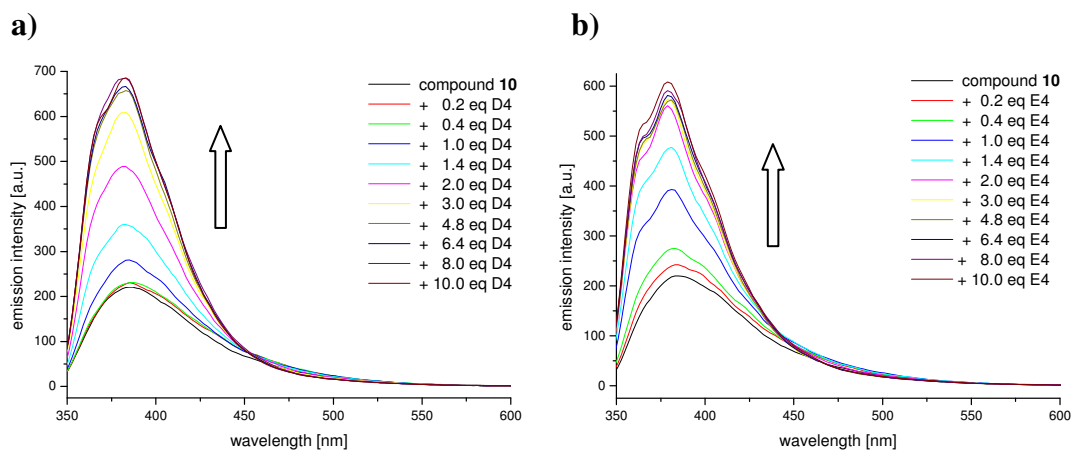 a)
700
600
500
400
300
200
100
0
350
400
450
500
550
600
emission intensity [a.u.]
wavelength [nm]
compound 10
+ 0.2 eq D4
+ 0.4 eq D4
+ 1.0 eq D4
+ 1.4 eq D4
+ 2.0 eq D4
+ 3.0 eq D4
+ 4.8 eq D4
+ 6.4 eq D4
+ 8.0 eq D4
+ 10.0 eq D4
b)
600
500
400
300
200
100
0
350
400
450
500
550
600
emission intensity [a.u.]
wavelength [nm]
compound 10
+ 0.2 eq E4
+ 0.4 eq E4
+ 1.0 eq E4
+ 1.4 eq E4
+ 2.0 eq E4
+ 3.0 eq E4
+ 4.8 eq E4
+ 6.4 eq E4
+ 8.0 eq E4
+ 10.0 eq E4